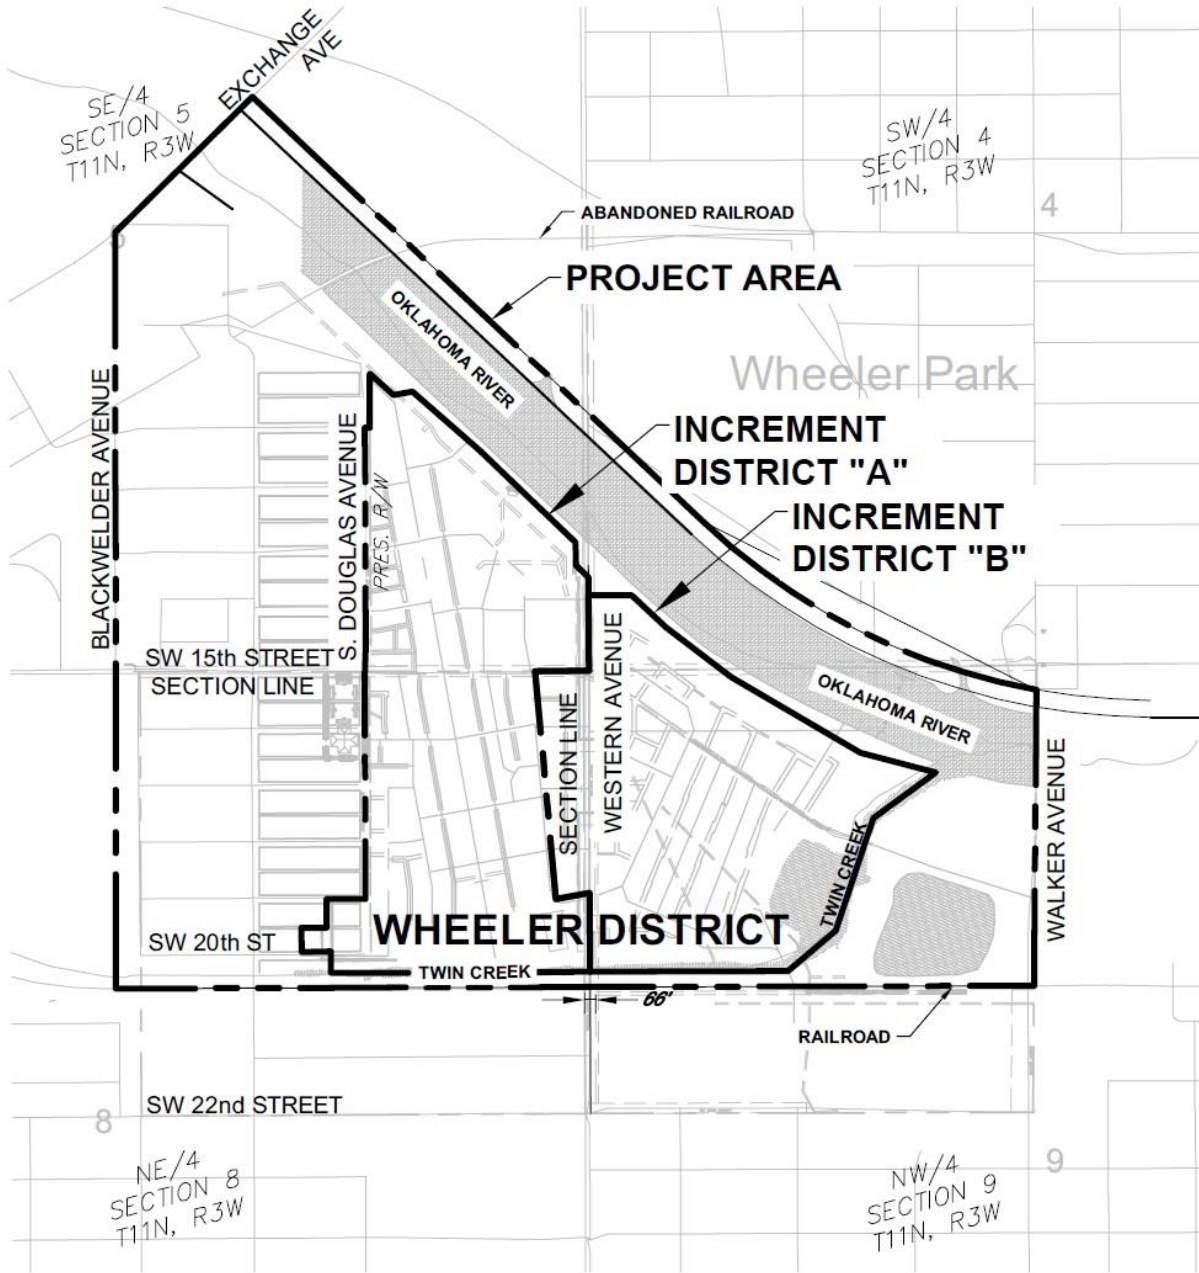 EXCHANGE
AVE
SE/4
SECTION 5
T11N, R3W
SW/4
SECTION 4
T11N, R3W
4
ABANDONED RAILROAD
5
PROJECT AREA
OKLAHOMA RIVER
Wheeler Park
INCREMENT
DISTRICT "A"
BLACKWELDER AVENUE
S. DOUGLAS AVENUE
PRES. R/W
INCREMENT
DISTRICT "B"
SW 15th STREET
SECTION LINE
SECTION LINE
WESTERN AVENUE
OKLAHOMA RIVER
WALKER AVENUE
TWIN CREEK
WHEELER DISTRICT
SW 20th ST
TWIN CREEK
66'
RAILROAD
SW 22nd STREET
8
9
NE/4
SECTION 8
T11N, R3W
NW/4
SECTION 9
T11N, R3W